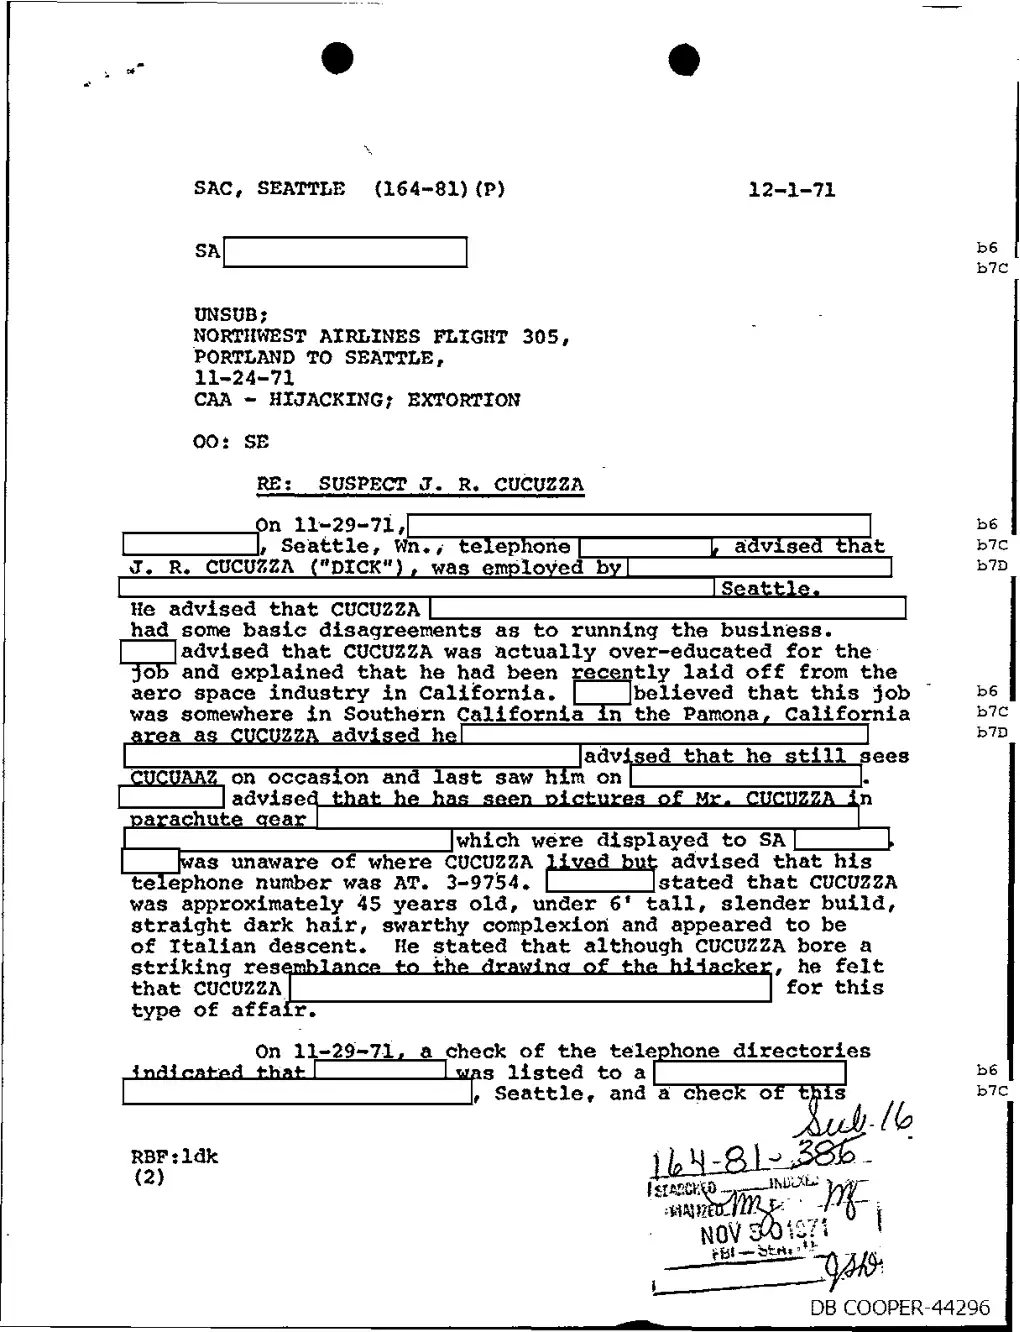 SAC, SEATTLE (164-81)(P) 12-1-71
SA b6
b7C
UNSUB;
NORTHWEST AIRLINES FLIGHT 305,
PORTLAND TO SEATTLE,
11-24-71
CAA - HIJACKING; EXTORTION
OO: SE
RE: SUSPECT J. R. CUCUZZA
On 11-29-71, b6
, Seattle, Wn., telephone , advised that b7C
J. R. CUCUZZA ("DICK"), was employed by b7D
Seattle.
He advised that CUCUZZA
had some basic disagreements as to running the business.
advised that CUCUZZA was actually over-educated for the
job and explained that he had been recently laid off from the
aero space industry in California. believed that this job b6
was somewhere in Southern California in the Pamona, California b7C
area as CUCUZZA advised he b7D
advised that he still sees
CUCUAAZ on occasion and last saw him on .
advised that he has seen pictures of Mr. CUCUZZA in
parachute gear
which were displayed to SA .
was unaware of where CUCUZZA lived but advised that his
telephone number was AT. 3-9754. stated that CUCUZZA
was approximately 45 years old, under 6' tall, slender build,
straight dark hair, swarthy complexion and appeared to be
of Italian descent. He stated that although CUCUZZA bore a
striking resemblance to the drawing of the hijacker, he felt
that CUCUZZA for this
type of affair.
On 11-29-71, a check of the telephone directories
indicated that was listed to a b6
, Seattle, and a check of this b7C
Sub-16
RBF:ldk
(2)
164-81-386
SEARCHED
NOV 30 1971
FBI - SEATTLE
DB COOPER-44296